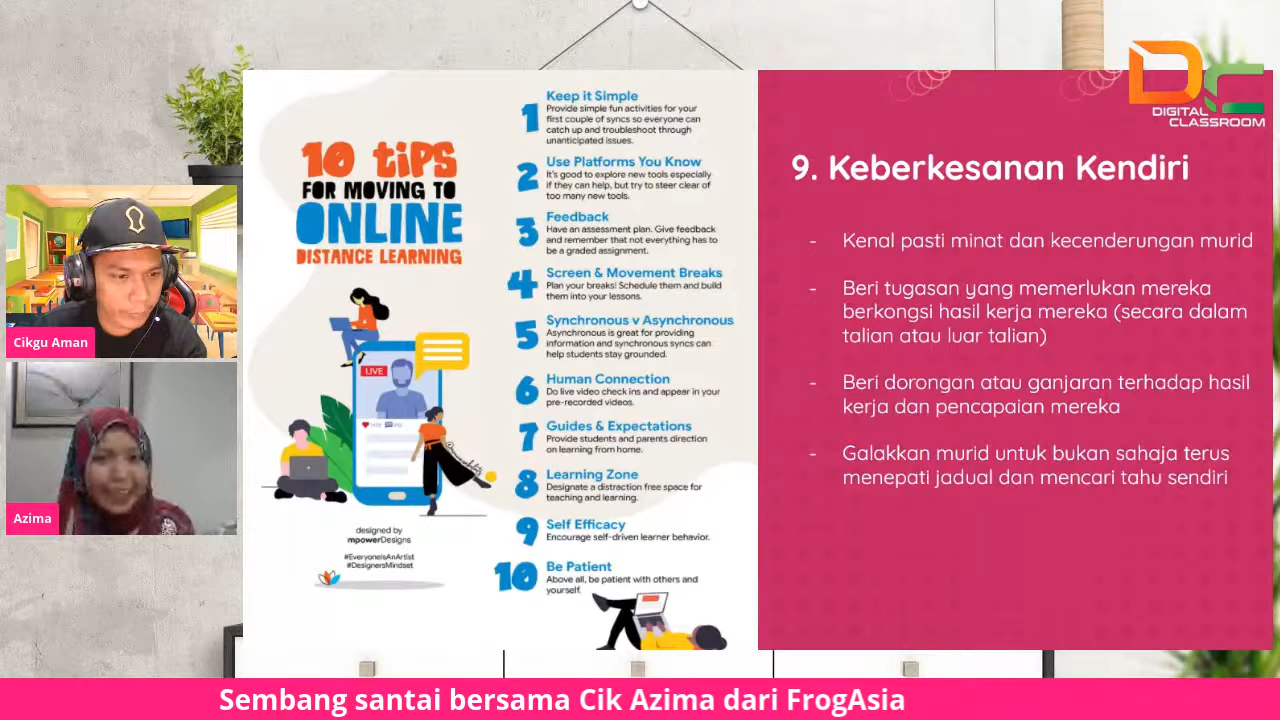 DIGITAL
CLASSROOM
10 tips
FOR MOVING TO
ONLINE
DISTANCE LEARNING
LIVE
designed by
mpowerDesigns
#EveryoneIsAnArtist
#DesignersMindset
1
Keep it Simple
Provide simple fun activities for your
first couple of syncs so everyone can
catch up and troubleshoot through
unanticipated issues.
2
Use Platforms You Know
It's good to explore new tools especially
if they can help, but try to steer clear of
too many new tools.
3
Feedback
Have an assessment plan. Give feedback
and remember that not everything has to
be a graded assignment.
4
Screen & Movement Breaks
Plan your breaks! Schedule them and build
them into your lessons.
5
Synchronous v Asynchronous
Asynchronous is great for providing
information and synchronous syncs can
help students stay grounded.
6
Human Connection
Do live video check ins and appear in your
pre-recorded videos.
7
Guides & Expectations
Provide students and parents direction
on learning from home.
8
Learning Zone
Designate a distraction free space for
teaching and learning.
9
Self Efficacy
Encourage self-driven learner behavior.
10
Be Patient
Above all, be patient with others and
yourself.
9. Keberkesanan Kendiri
- Kenal pasti minat dan kecenderungan murid
- Beri tugasan yang memerlukan mereka
berkongsi hasil kerja mereka (secara dalam
talian atau luar talian)
- Beri dorongan atau ganjaran terhadap hasil
kerja dan pencapaian mereka
- Galakkan murid untuk bukan sahaja terus
menepati jadual dan mencari tahu sendiri
Cikgu Aman
Azima
Sembang santai bersama Cik Azima dari FrogAsia